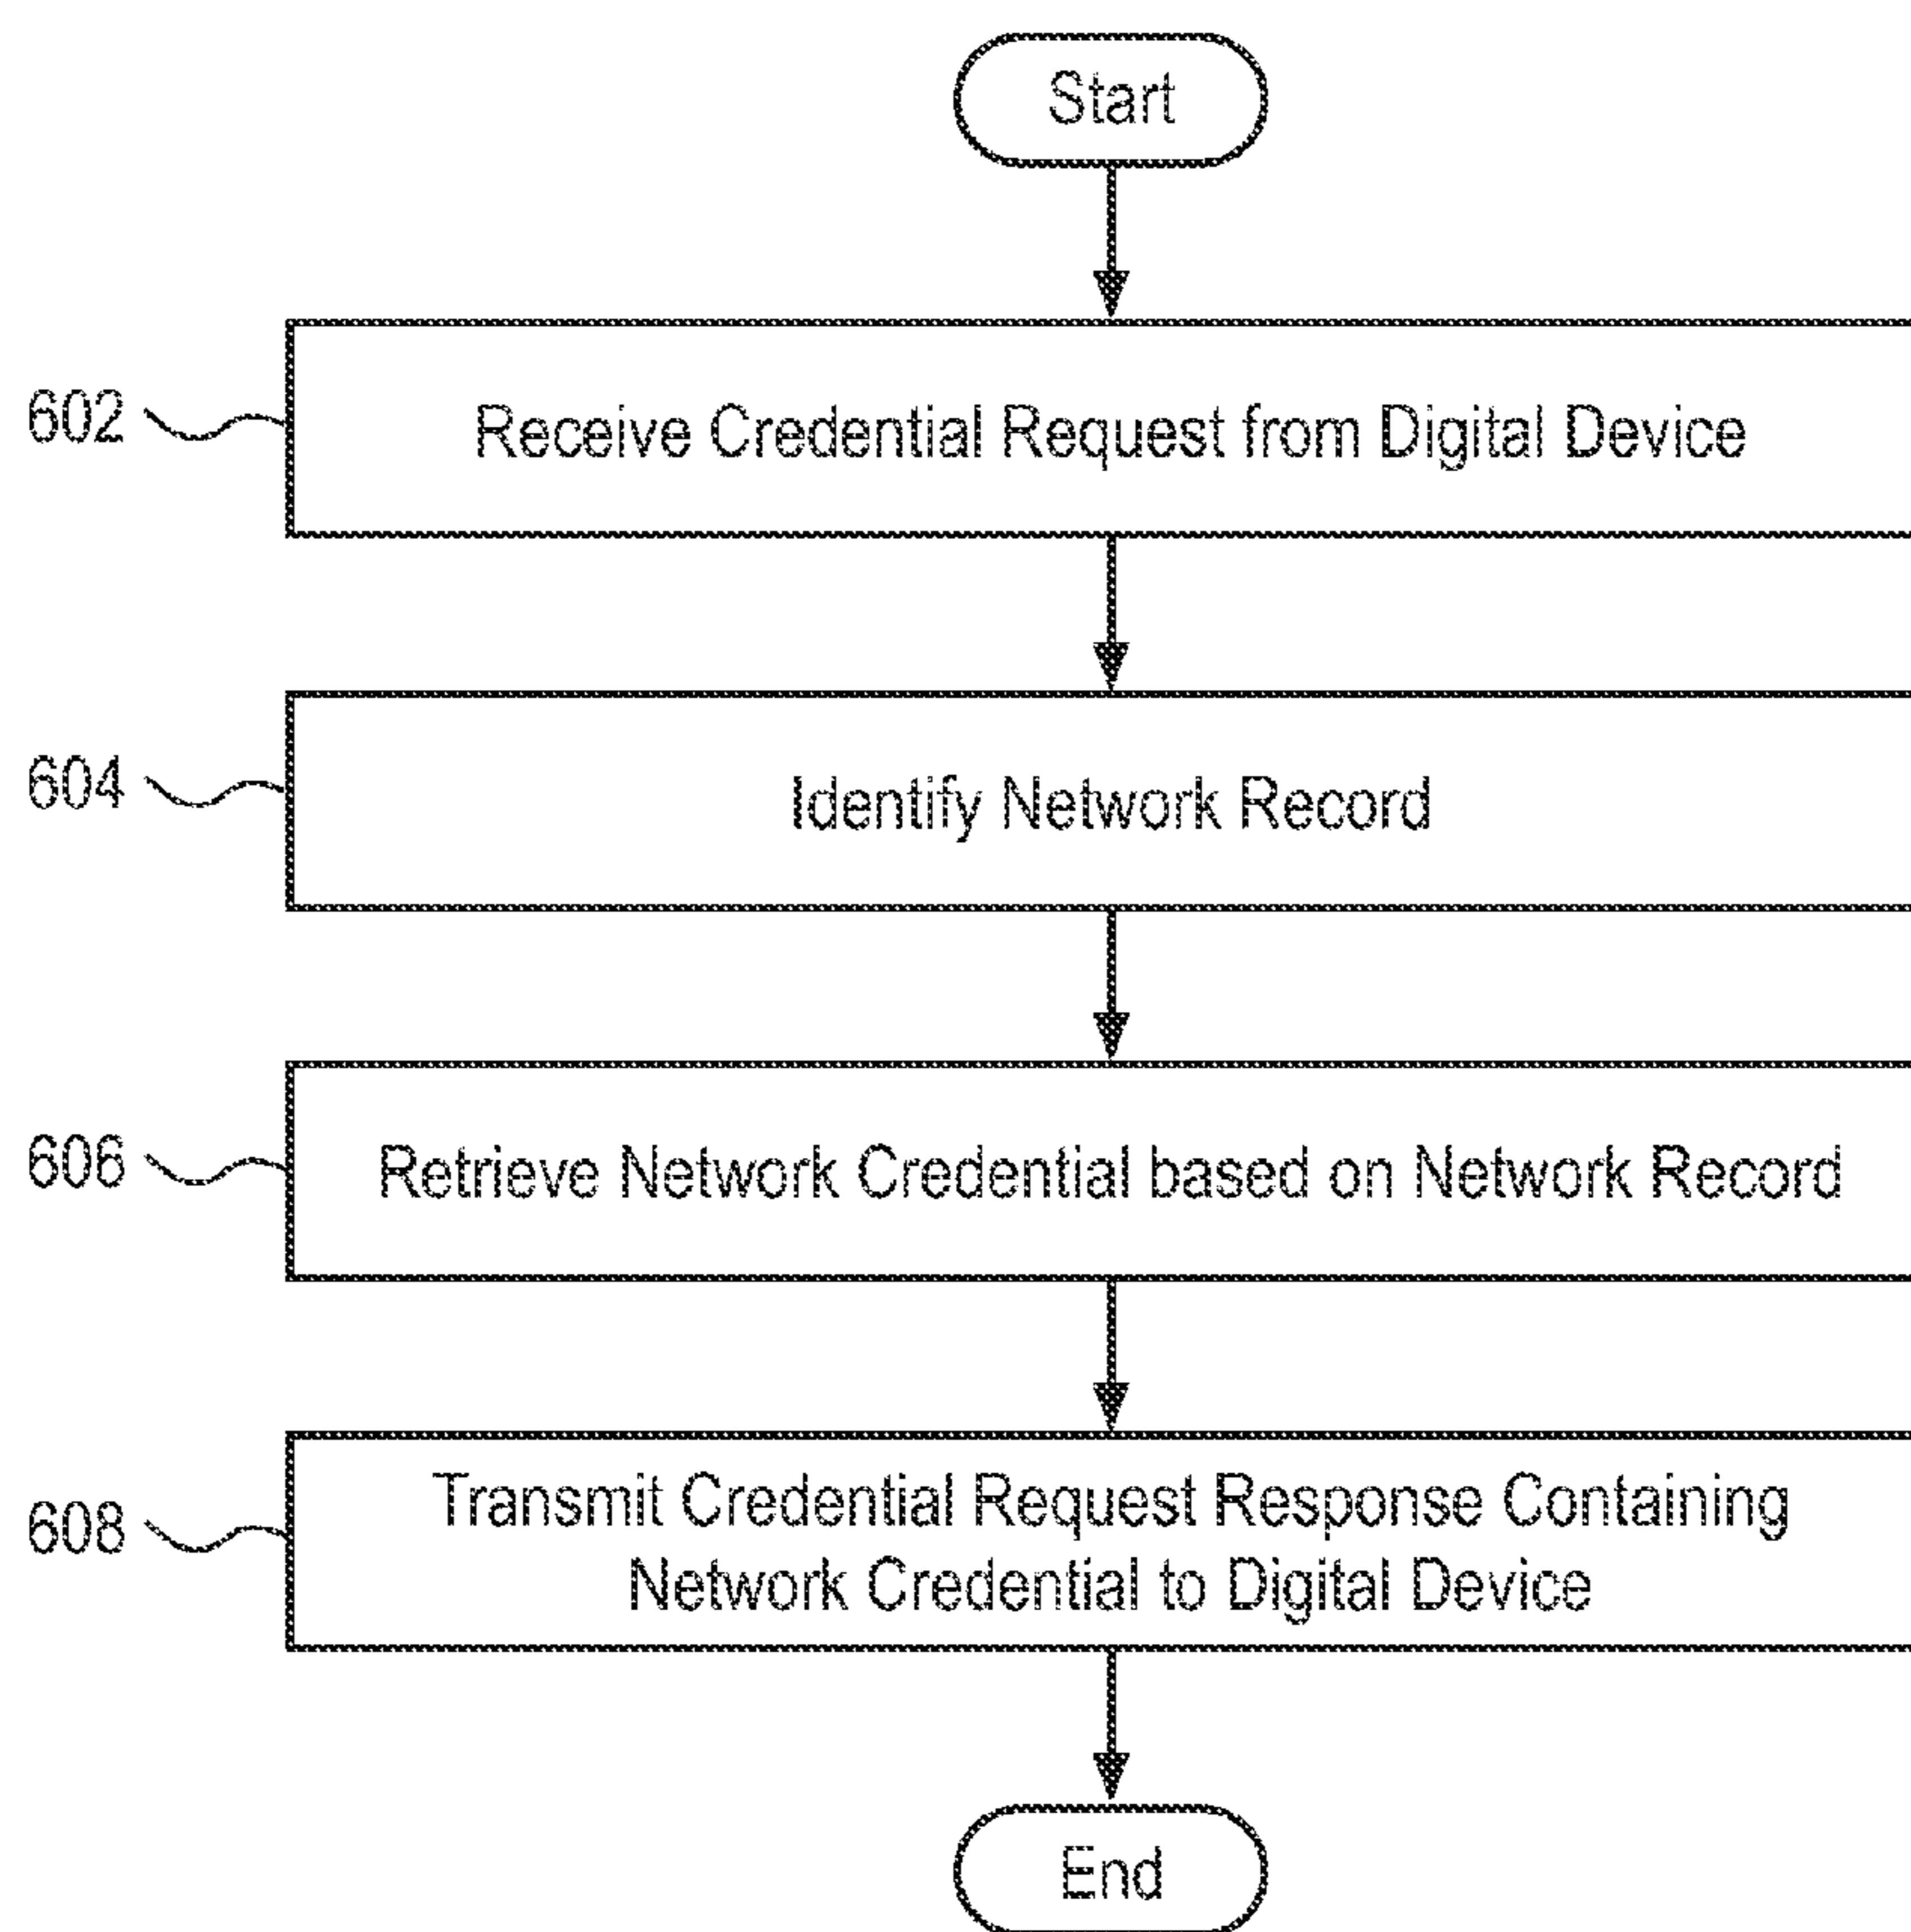 Start
602
Receive Credential Request from Digital Device
604
Identify Network Record
606
Retrieve Network Credential based on Network Record
608
Transmit Credential Request Response Containing
Network Credential to Digital Device
End